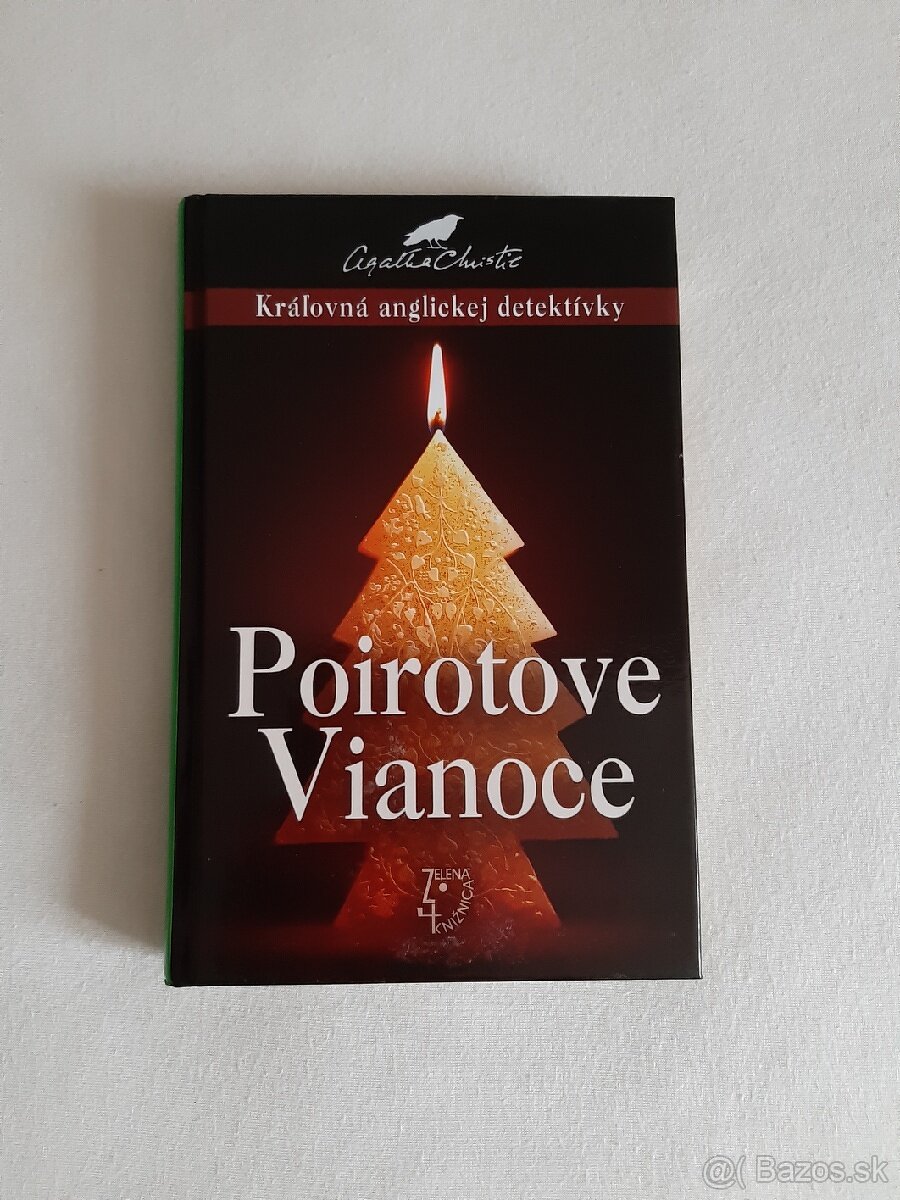 Agatha Christie
Kráľovná anglickej detektívky
Poirotove
Vianoce
ZELENÁ
KNIŽNICA
@( Bazos.sk